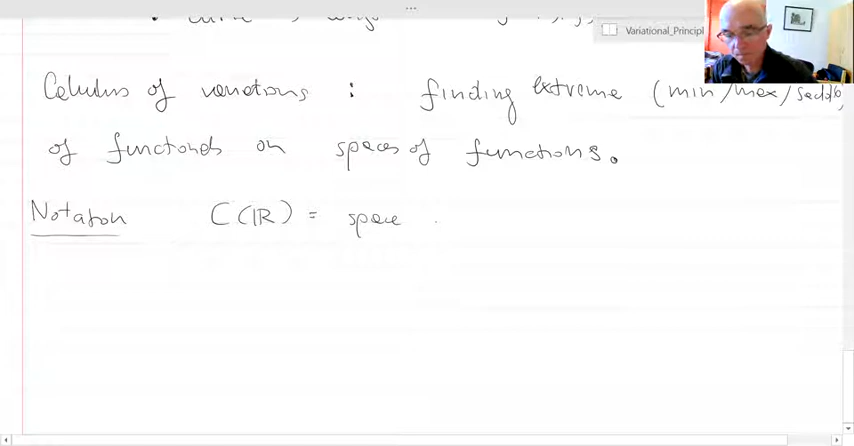 Variational_Principl
Calculus of variations : finding extreme (min/max/saddle)
of functionals on spaces of functions.
Notation C(ℝ) = space